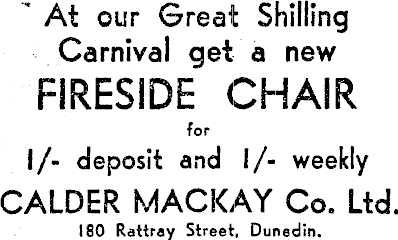 At our Great Shilling
Carnival get a new
FIRESIDE CHAIR
for
1/- deposit and 1/- weekly
CALDER MACKAY Co. Ltd.
180 Rattray Street, Dunedin.